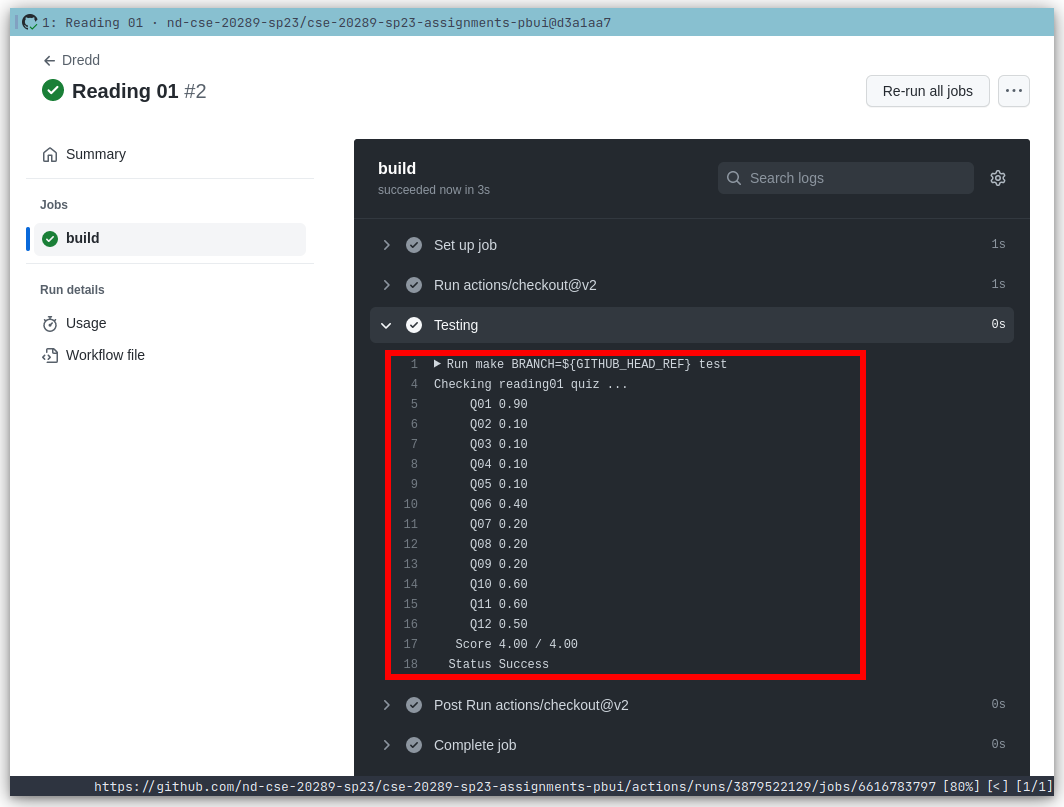 1: Reading 01 · nd-cse-20289-sp23/cse-20289-sp23-assignments-pbui@d3a1aa7
← Dredd
Reading 01 #2
Re-run all jobs
...
Summary
Jobs
build
Run details
Usage
Workflow file
build
succeeded now in 3s
Search logs
Set up job 1s
Run actions/checkout@v2 1s
Testing 0s
1 ▶ Run make BRANCH=${GITHUB_HEAD_REF} test
4 Checking reading01 quiz ...
5 Q01 0.90
6 Q02 0.10
7 Q03 0.10
8 Q04 0.10
9 Q05 0.10
10 Q06 0.40
11 Q07 0.20
12 Q08 0.20
13 Q09 0.20
14 Q10 0.60
15 Q11 0.60
16 Q12 0.50
17 Score 4.00 / 4.00
18 Status Success
Post Run actions/checkout@v2 0s
Complete job 0s
https://github.com/nd-cse-20289-sp23/cse-20289-sp23-assignments-pbui/actions/runs/3879522129/jobs/6616783797 [80%] [<] [1/1]